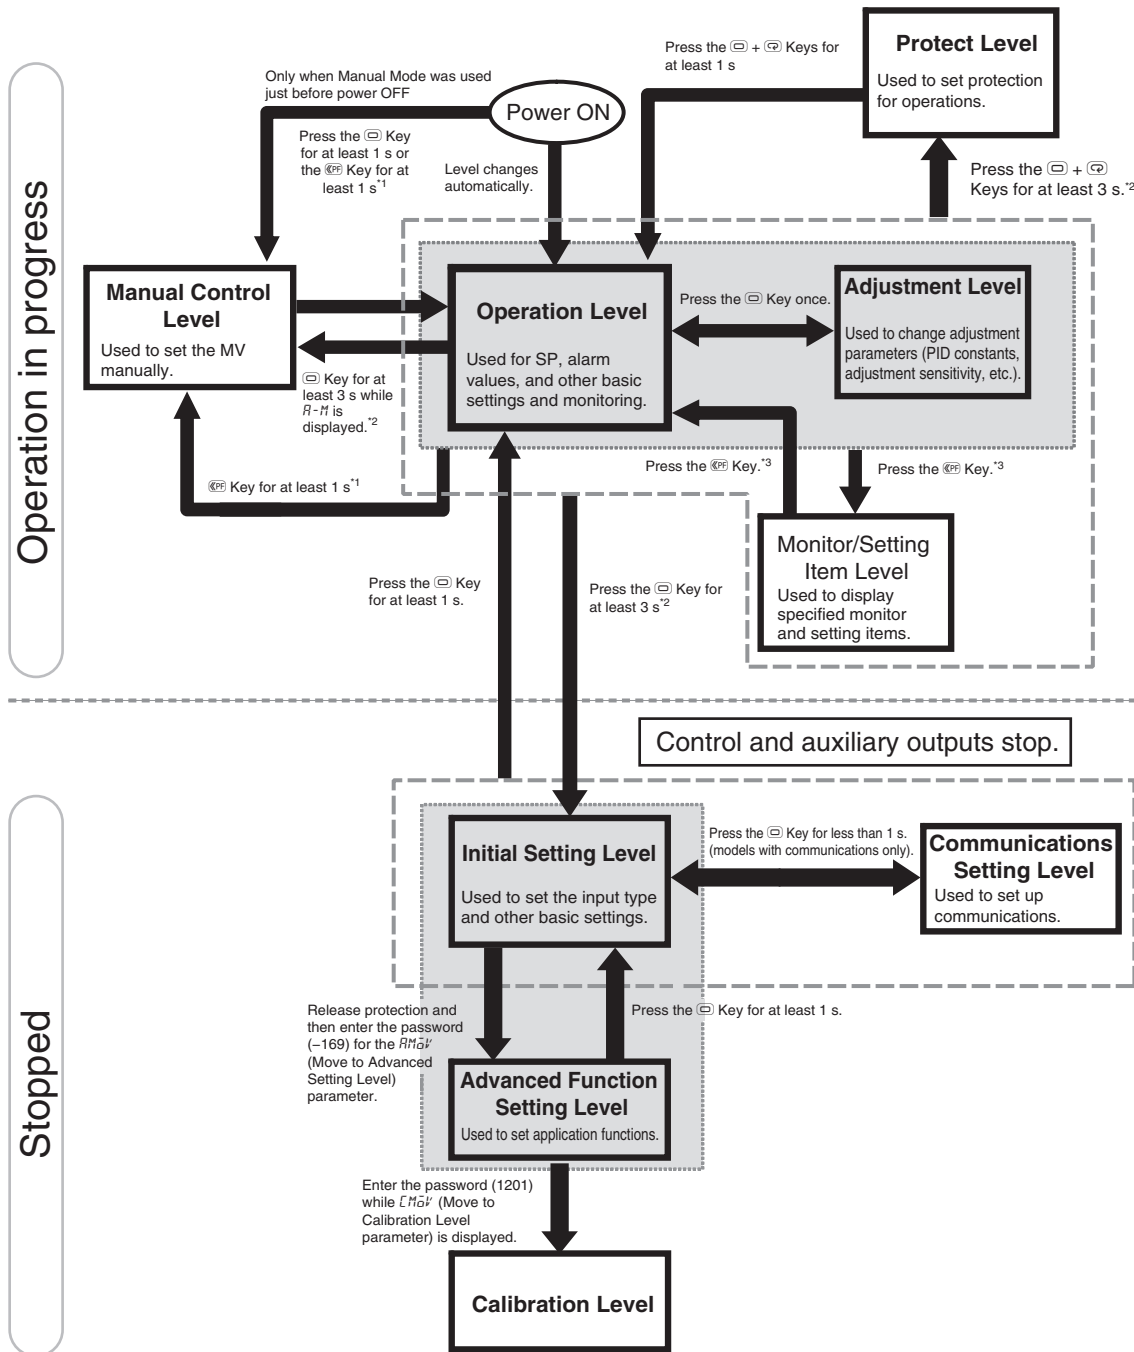 Operation in progress
Stopped
Protect Level
Used to set protection
for operations.
Press the + Keys for
at least 1 s
Press the +
Keys for at least 3 s.*2
Only when Manual Mode was used
just before power OFF
Power ON
Press the Key
for at least 1 s or
the PF Key for at
least 1 s*1
Level changes
automatically.
Manual Control
Level
Used to set the MV
manually.
Operation Level
Used for SP, alarm
values, and other basic
settings and monitoring.
Press the Key once.
Adjustment Level
Used to change adjustment
parameters (PID constants,
adjustment sensitivity, etc.).
Key for at
least 3 s while
A-M is
displayed.*2
PF Key for at least 1 s*1
Press the PF Key.*3
Press the PF Key.*3
Monitor/Setting
Item Level
Used to display
specified monitor
and setting items.
Press the Key
for at least 1 s.
Press the Key for
at least 3 s*2
Control and auxiliary outputs stop.
Initial Setting Level
Used to set the input type
and other basic settings.
Press the Key for less than 1 s.
(models with communications only).
Communications
Setting Level
Used to set up
communications.
Release protection and
then enter the password
(−169) for the AMoV
(Move to Advanced
Setting Level)
parameter.
Press the Key for at least 1 s.
Advanced Function
Setting Level
Used to set application functions.
Enter the password (1201)
while CMoV (Move to
Calibration Level
parameter) is displayed.
Calibration Level